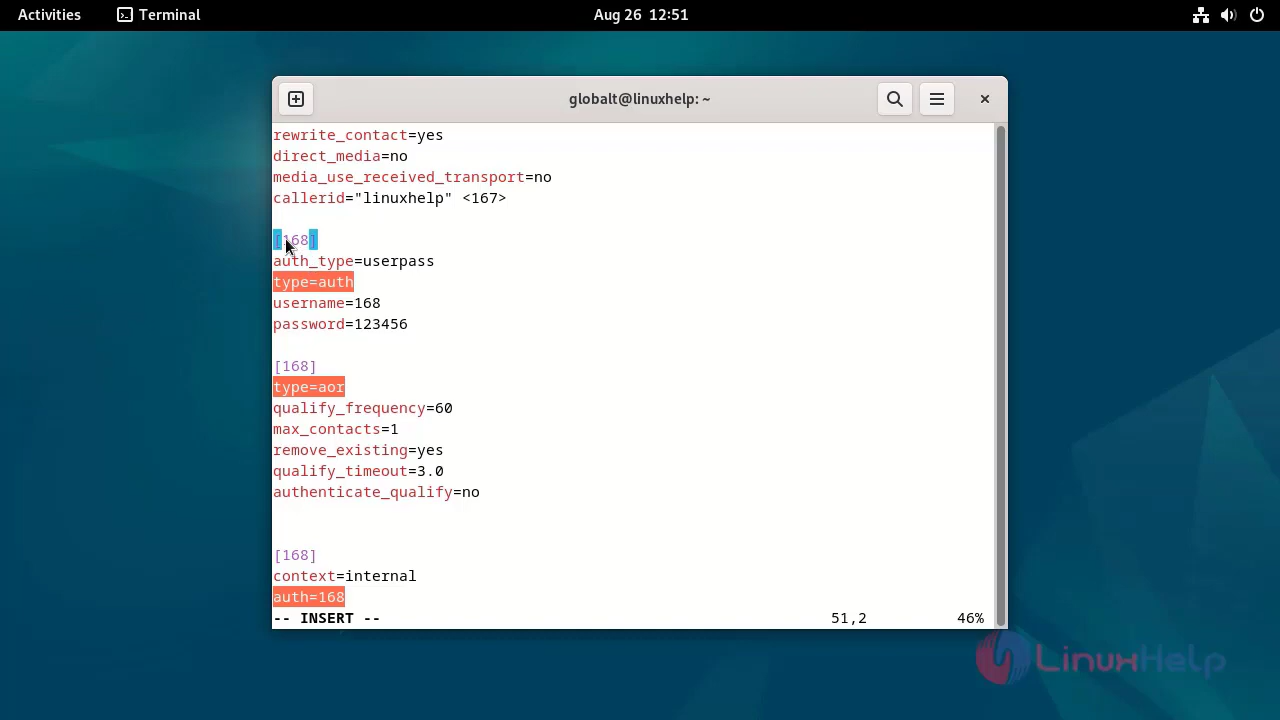 Activities Terminal Aug 26 12:51
globalt@linuxhelp: ~
rewrite_contact=yes
direct_media=no
media_use_received_transport=no
callerid="linuxhelp" <167>
[168]
auth_type=userpass
type=auth
username=168
password=123456
[168]
type=aor
qualify_frequency=60
max_contacts=1
remove_existing=yes
qualify_timeout=3.0
authenticate_qualify=no
[168]
context=internal
auth=168
-- INSERT -- 51,2 46%
LinuxHelp